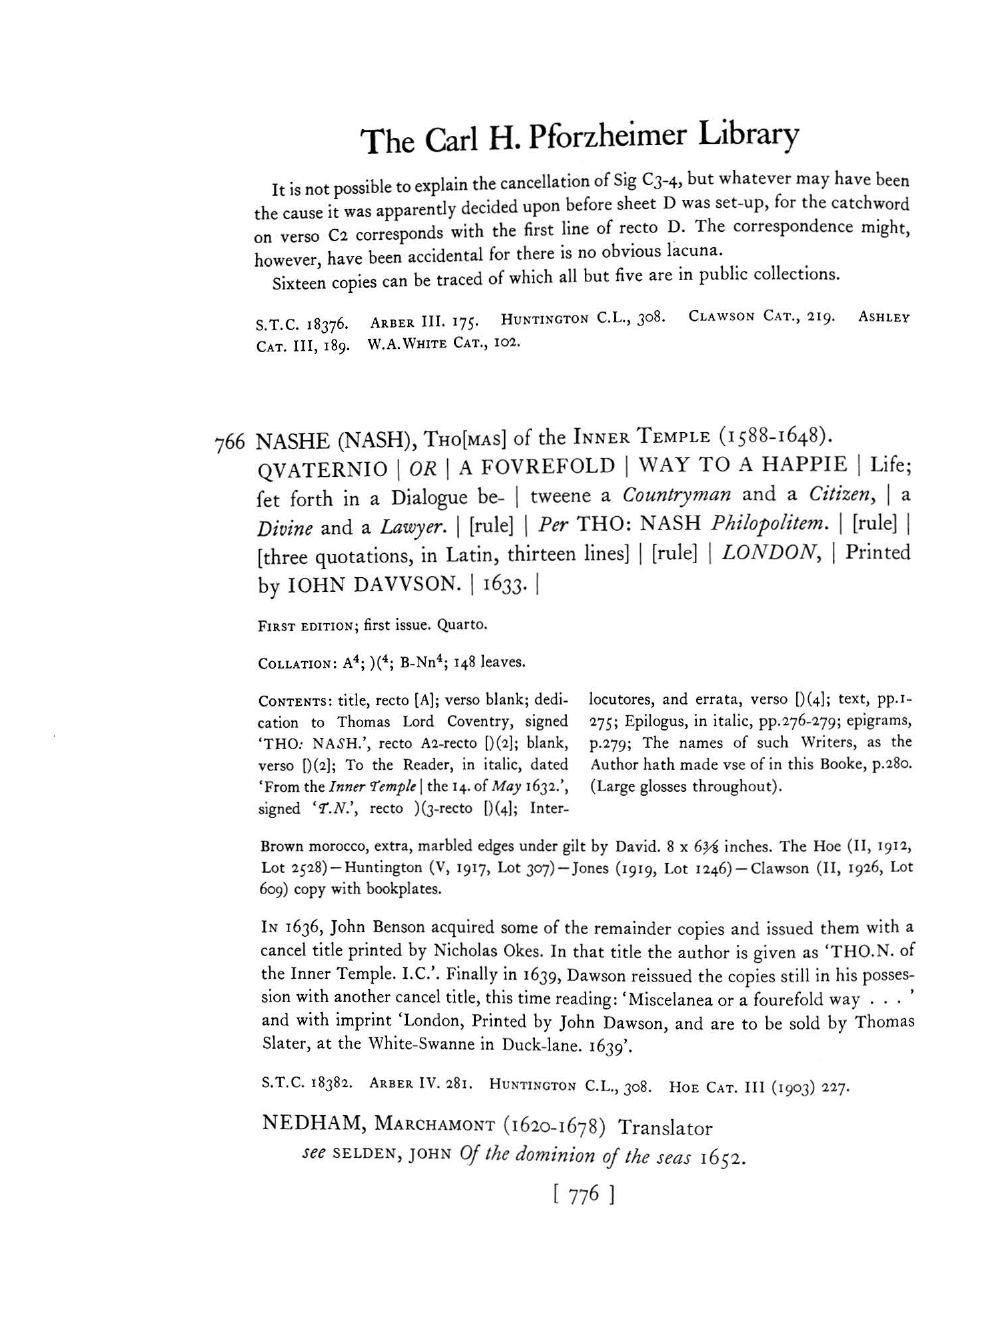 The Carl H. Pforzheimer Library
It is not possible to explain the cancellation of Sig C3-4, but whatever may have been
the cause it was apparently decided upon before sheet D was set-up, for the catchword
on verso C2 corresponds with the first line of recto D. The correspondence might,
however, have been accidental for there is no obvious lacuna.
Sixteen copies can be traced of which all but five are in public collections.
S.T.C. 18376. ARBER III. 175. HUNTINGTON C.L., 308. CLAWSON CAT., 219. ASHLEY
CAT. III, 189. W.A.WHITE CAT., 102.
766 NASHE (NASH), THO[MAS] of the INNER TEMPLE (1588-1648).
QVATERNIO | OR | A FOVREFOLD | WAY TO A HAPPIE | Life;
ſet forth in a Dialogue be- | tweene a Countryman and a Citizen, | a
Divine and a Lawyer. | [rule] | Per THO: NASH Philopolitem. | [rule] |
[three quotations, in Latin, thirteen lines] | [rule] | LONDON, | Printed
by IOHN DAVVSON. | 1633. |
FIRST EDITION; first issue. Quarto.
COLLATION: A4; )(4; B-Nn4; 148 leaves.
CONTENTS: title, recto [A]; verso blank; dedi-
cation to Thomas Lord Coventry, signed
'THO: NASH.', recto A2-recto [)(2]; blank,
verso [)(2]; To the Reader, in italic, dated
'From the Inner Temple | the 14. of May 1632.',
signed 'T.N.', recto )(3-recto [)(4]; Inter-
locutores, and errata, verso [)(4]; text, pp.1-
275; Epilogus, in italic, pp.276-279; epigrams,
p.279; The names of such Writers, as the
Author hath made vse of in this Booke, p.280.
(Large glosses throughout).
Brown morocco, extra, marbled edges under gilt by David. 8 x 6⅜ inches. The Hoe (II, 1912,
Lot 2528)—Huntington (V, 1917, Lot 307)—Jones (1919, Lot 1246)—Clawson (II, 1926, Lot
609) copy with bookplates.
IN 1636, John Benson acquired some of the remainder copies and issued them with a
cancel title printed by Nicholas Okes. In that title the author is given as 'THO.N. of
the Inner Temple. I.C.'. Finally in 1639, Dawson reissued the copies still in his posses-
sion with another cancel title, this time reading: 'Miscelanea or a fourefold way . . . '
and with imprint 'London, Printed by John Dawson, and are to be sold by Thomas
Slater, at the White-Swanne in Duck-lane. 1639'.
S.T.C. 18382. ARBER IV. 281. HUNTINGTON C.L., 308. HOE CAT. III (1903) 227.
NEDHAM, MARCHAMONT (1620-1678) Translator
see SELDEN, JOHN Of the dominion of the seas 1652.
[ 776 ]